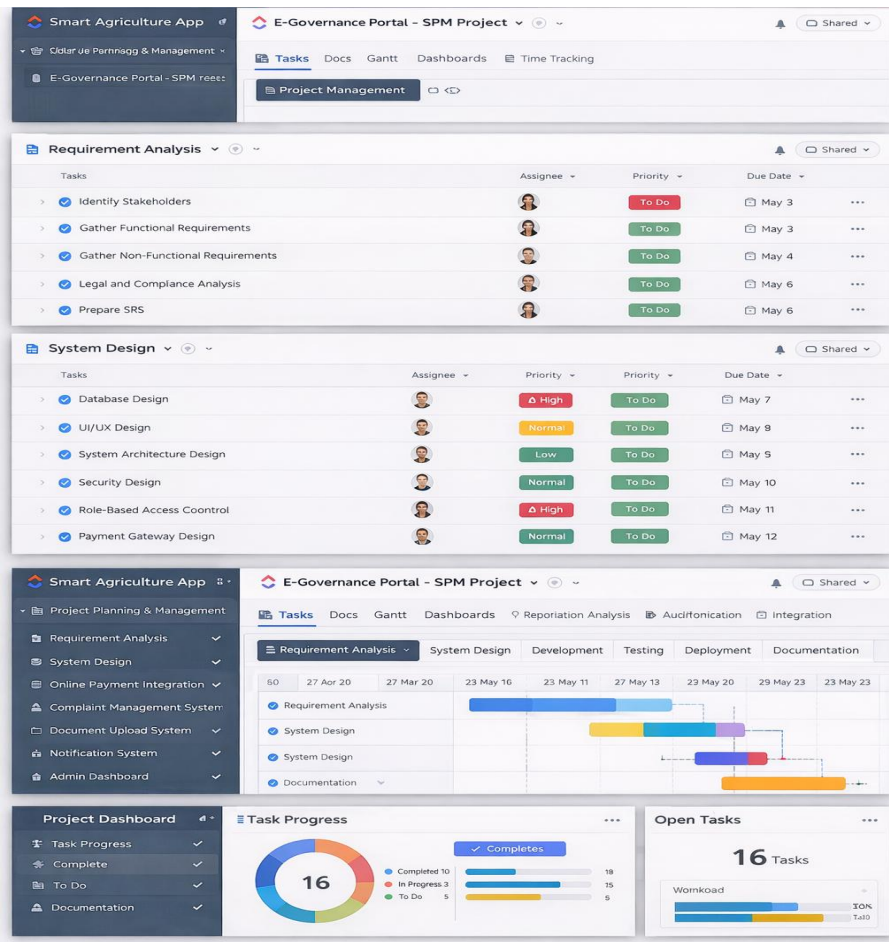 Smart Agriculture App
E-Governance Portal - SPM Project
Shared
& Management
E-Governance Portal - SPM
Tasks Docs Gantt Dashboards Time Tracking
Project Management
Requirement Analysis
Shared
Tasks Assignee Priority Due Date
Identify Stakeholders To Do May 3
Gather Functional Requirements To Do May 3
Gather Non-Functional Requirements To Do May 4
Legal and Compliance Analysis To Do May 6
Prepare SRS To Do May 6
System Design
Shared
Tasks Assignee Priority Priority Due Date
Database Design High To Do May 7
UI/UX Design Normal To Do May 9
System Architecture Design Low To Do May
Security Design Normal To Do May 10
Role-Based Access Coontrol High To Do May 11
Payment Gateway Design Normal To Do May 12
Smart Agriculture App
E-Governance Portal - SPM Project
Shared
Project Planning & Management
Requirement Analysis
System Design
Online Payment Integration
Complaint Management System
Document Upload System
Notification System
Admin Dashboard
Tasks Docs Gantt Dashboards Reporiation Analysis Integration
Requirement Analysis System Design Development Testing Deployment Documentation
27 Mar 20 23 May 16 23 May 11 27 May 13 23 May 20 29 May 23 23 May 23
Requirement Analysis
System Design
System Design
Documentation
Project Dashboard
Task Progress
Complete
To Do
Documentation
Task Progress
16
Completes
Completed 10
In Progress 3 15
To Do 5
Open Tasks
16 Tasks
Wornkoad